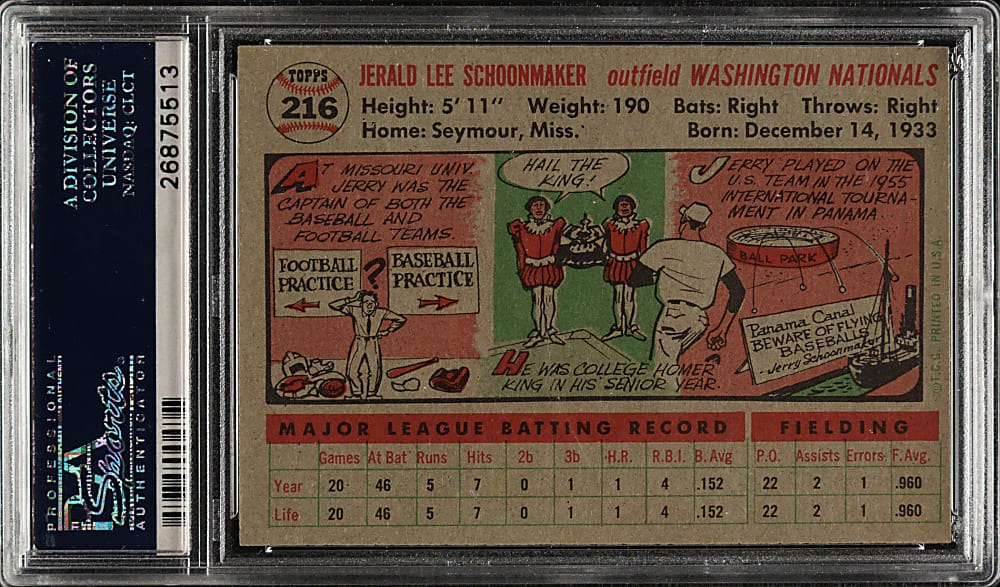 A DIVISION OF
COLLECTORS
UNIVERSE
NASDAQ: CLCT
26875513
PROFESSIONAL
PSA
Sports
AUTHENTICATOR
TOPPS
216
JERALD LEE SCHOONMAKER outfield WASHINGTON NATIONALS
Height: 5' 11" Weight: 190 Bats: Right Throws: Right
Home: Seymour, Miss. Born: December 14, 1933
AT MISSOURI UNIV.
JERRY WAS THE
CAPTAIN OF BOTH THE
BASEBALL AND
FOOTBALL TEAMS.
FOOTBALL
PRACTICE
?
BASEBALL
PRACTICE
HAIL THE
KING!
HE WAS COLLEGE HOMER
KING IN HIS SENIOR YEAR.
JERRY PLAYED ON THE
U.S. TEAM IN THE 1955
INTERNATIONAL TOURNA-
MENT IN PANAMA
BALL PARK
Panama Canal
BEWARE OF FLYING
BASEBALLS
- Jerry Schoonmaker
©T.C.G. PRINTED IN U.S.A.
MAJOR LEAGUE BATTING RECORD FIELDING
Games At Bat Runs Hits 2b 3b H.R. R.B.I. B. Avg P.O. Assists Errors F. Avg.
Year 20 46 5 7 0 1 1 4 .152 22 2 1 .960
Life 20 46 5 7 0 1 1 4 .152 22 2 1 .960